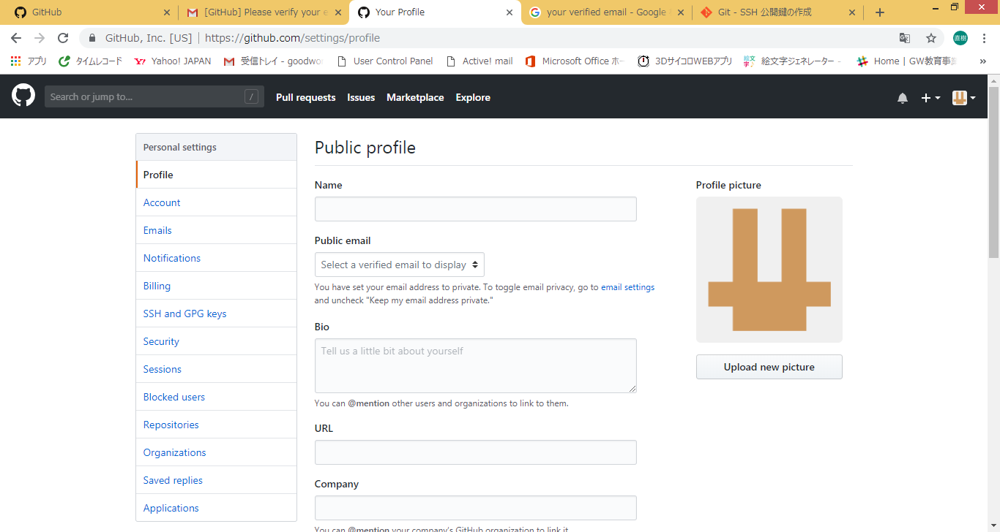 GitHub
[GitHub] Please verify your e
Your Profile
your verified email - Google
Git - SSH 公開鍵の作成
GitHub, Inc. [US] | https://github.com/settings/profile
直樹
アプリ
タイムレコード
Yahoo! JAPAN
受信トレイ - goodwo
User Control Panel
Active! mail
Microsoft Office ホー
3DサイコロWEBアプリ
絵文字ジェネレーター -
Home | GW教育事業
Search or jump to...
/
Pull requests
Issues
Marketplace
Explore
Personal settings
Profile
Account
Emails
Notifications
Billing
SSH and GPG keys
Security
Sessions
Blocked users
Repositories
Organizations
Saved replies
Applications
Public profile
Name
Public email
Select a verified email to display
You have set your email address to private. To toggle email privacy, go to email settings
and uncheck "Keep my email address private."
Bio
Tell us a little bit about yourself
You can @mention other users and organizations to link to them.
URL
Company
You can @mention your company's GitHub organization to link it.
Profile picture
Upload new picture